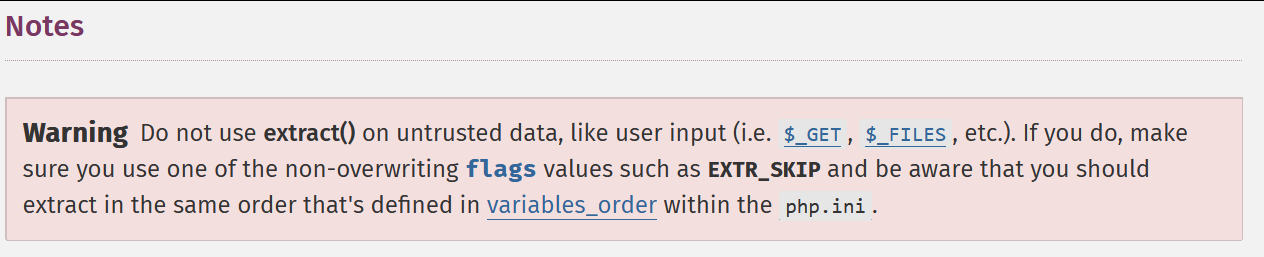 Notes
Warning Do not use extract() on untrusted data, like user input (i.e. $_GET, $_FILES, etc.). If you do, make
sure you use one of the non-overwriting flags values such as EXTR_SKIP and be aware that you should
extract in the same order that's defined in variables_order within the php.ini.